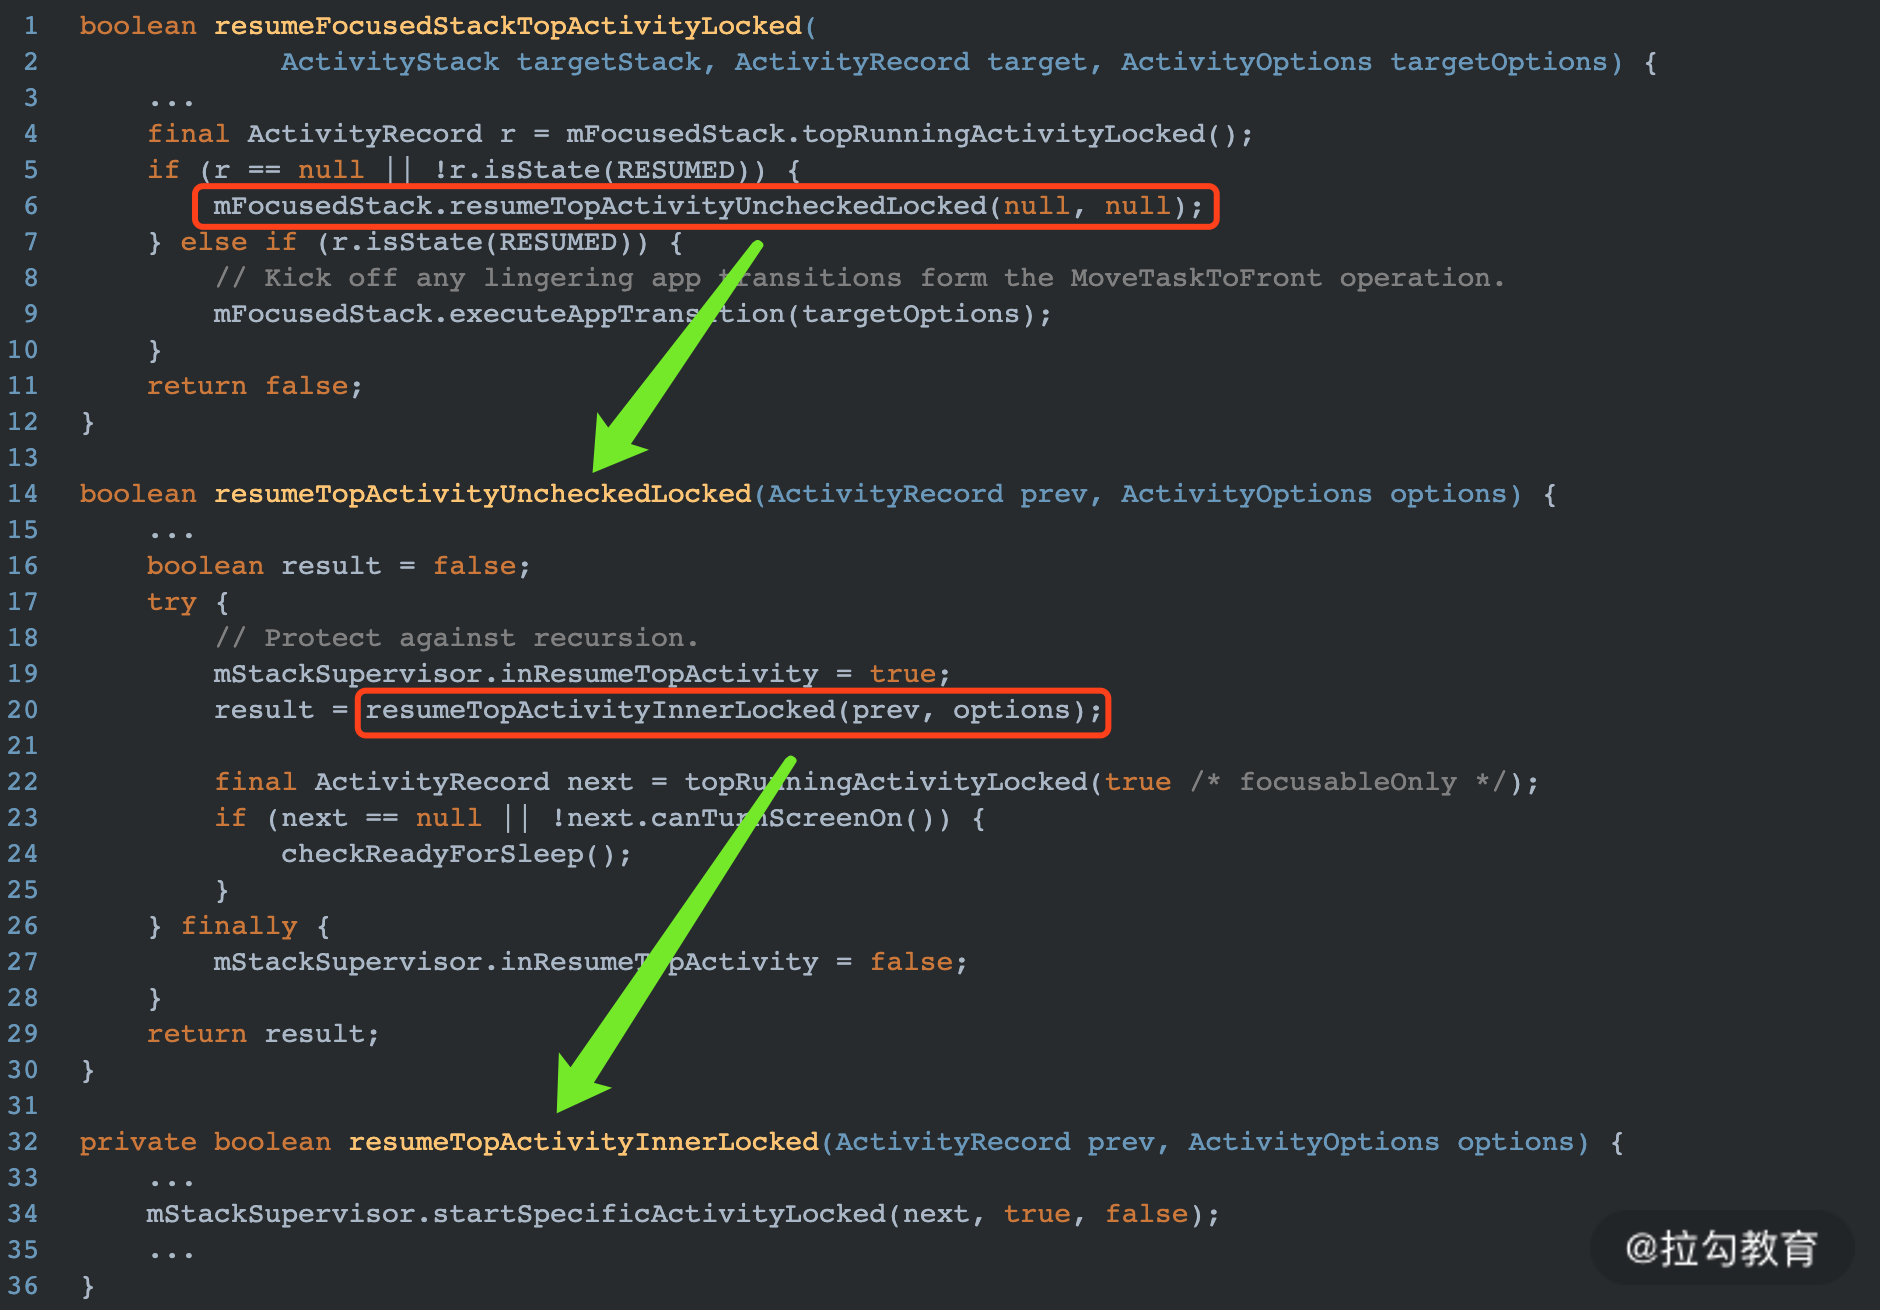 1 boolean resumeFocusedStackTopActivityLocked(
2 ActivityStack targetStack, ActivityRecord target, ActivityOptions targetOptions) {
3 ...
4 final ActivityRecord r = mFocusedStack.topRunningActivityLocked();
5 if (r == null || !r.isState(RESUMED)) {
6 mFocusedStack.resumeTopActivityUncheckedLocked(null, null);
7 } else if (r.isState(RESUMED)) {
8 // Kick off any lingering app transitions form the MoveTaskToFront operation.
9 mFocusedStack.executeAppTransition(targetOptions);
10 }
11 return false;
12 }
13
14 boolean resumeTopActivityUncheckedLocked(ActivityRecord prev, ActivityOptions options) {
15 ...
16 boolean result = false;
17 try {
18 // Protect against recursion.
19 mStackSupervisor.inResumeTopActivity = true;
20 result = resumeTopActivityInnerLocked(prev, options);
21
22 final ActivityRecord next = topRunningActivityLocked(true /* focusableOnly */);
23 if (next == null || !next.canTurnScreenOn()) {
24 checkReadyForSleep();
25 }
26 } finally {
27 mStackSupervisor.inResumeTopActivity = false;
28 }
29 return result;
30 }
31
32 private boolean resumeTopActivityInnerLocked(ActivityRecord prev, ActivityOptions options) {
33 ...
34 mStackSupervisor.startSpecificActivityLocked(next, true, false);
35 ...
36 }
@拉勾教育